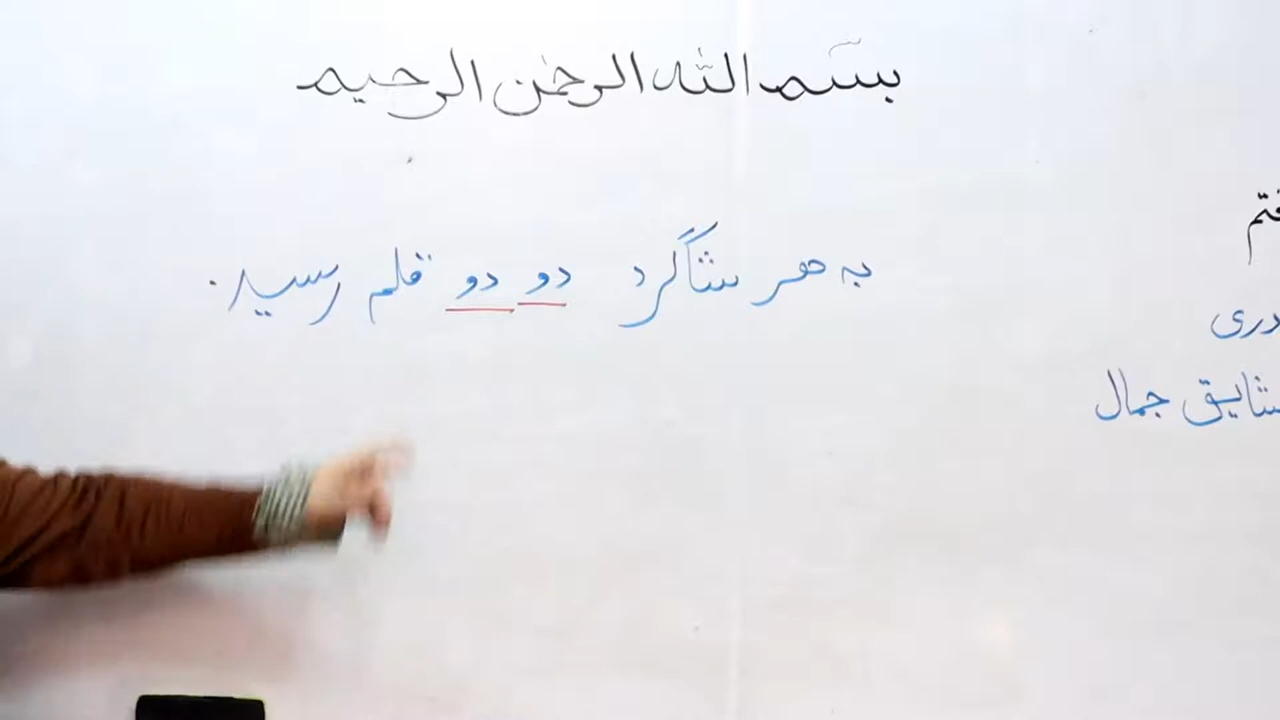 بسم الله الرحمن الرحیم
به هر شاگرد دو دو قلم رسید.
دری
شایق جمال